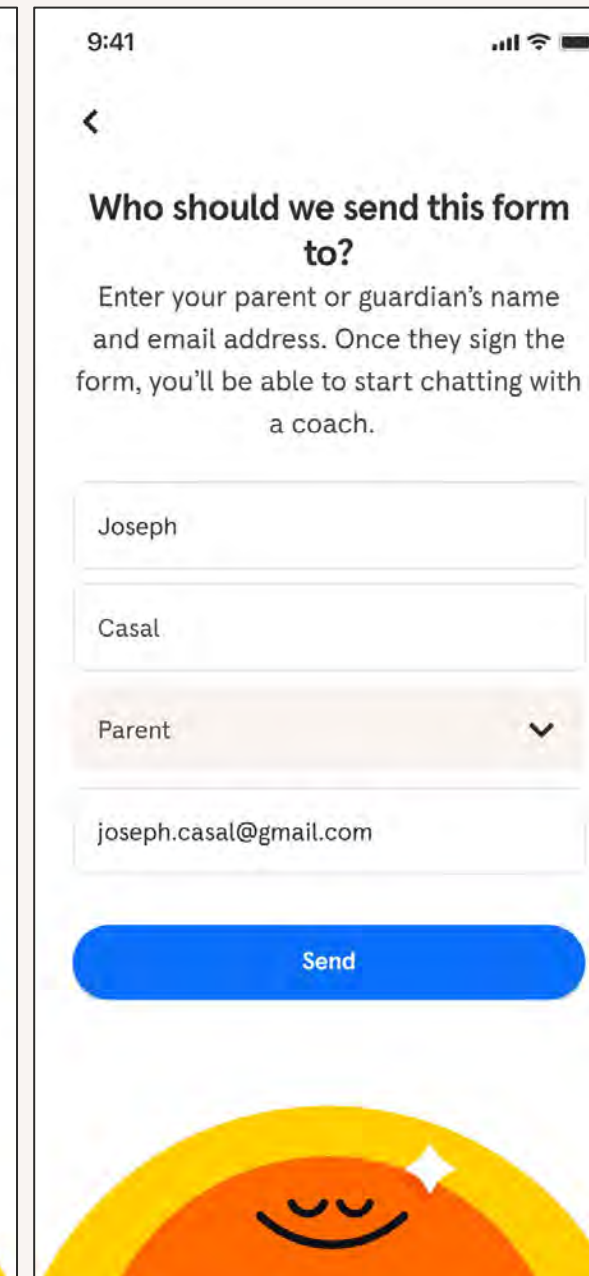 9:41
Who should we send this form
to?
Enter your parent or guardian’s name
and email address. Once they sign the
form, you’ll be able to start chatting with
a coach.
Joseph
Casal
Parent
joseph.casal@gmail.com
Send